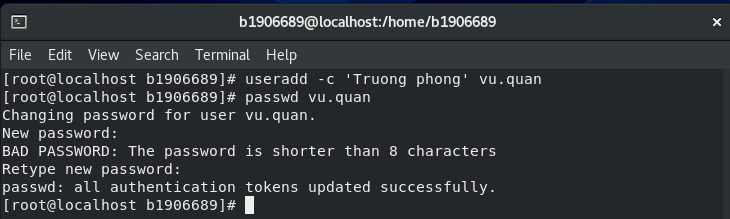 b1906689@localhost:/home/b1906689
File Edit View Search Terminal Help
[root@localhost b1906689]# useradd -c 'Truong phong' vu.quan
[root@localhost b1906689]# passwd vu.quan
Changing password for user vu.quan.
New password:
BAD PASSWORD: The password is shorter than 8 characters
Retype new password:
passwd: all authentication tokens updated successfully.
[root@localhost b1906689]#